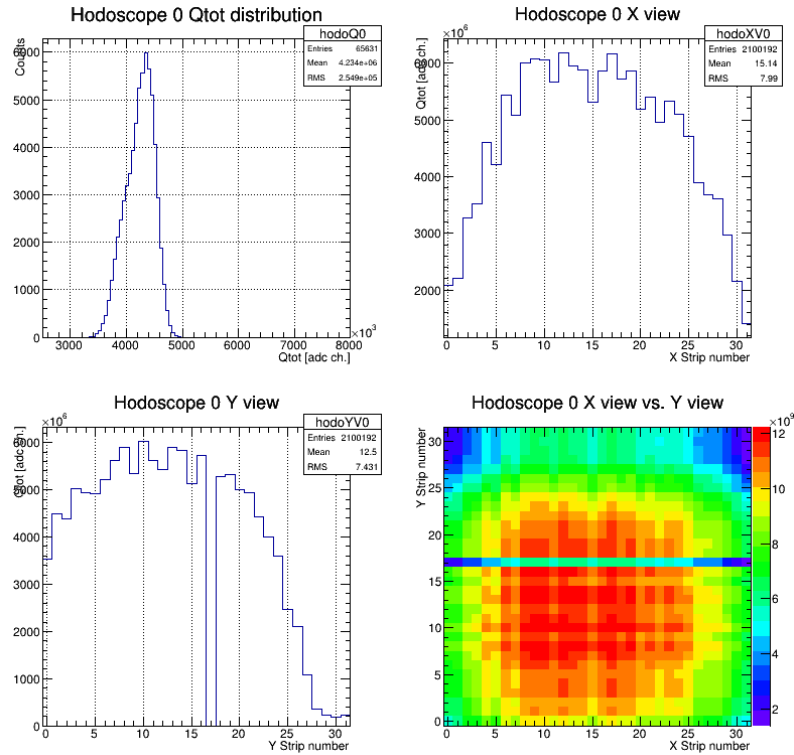 Hodoscope 0 Qtot distribution
hodoQ0
Entries 65631
Mean 4.234e+06
RMS 2.549e+05
Counts
6000
5000
4000
3000
2000
1000
0
3000 4000 5000 6000 7000 8000
×10³
Qtot [adc ch.]
Hodoscope 0 X view
hodoXV0
Entries 2100192
Mean 15.14
RMS 7.99
×10⁶
Qtot [adc ch.]
6000
5000
4000
3000
2000
0 5 10 15 20 25 30
X Strip number
Hodoscope 0 Y view
hodoYV0
Entries 2100192
Mean 12.5
RMS 7.431
×10⁶
Qtot [adc ch.]
6000
5000
4000
3000
2000
1000
0
0 5 10 15 20 25 30
Y Strip number
Hodoscope 0 X view vs. Y view
×10⁹
Y Strip number
30
25
20
15
10
5
0
0 5 10 15 20 25 30
X Strip number
12
10
8
6
4
2